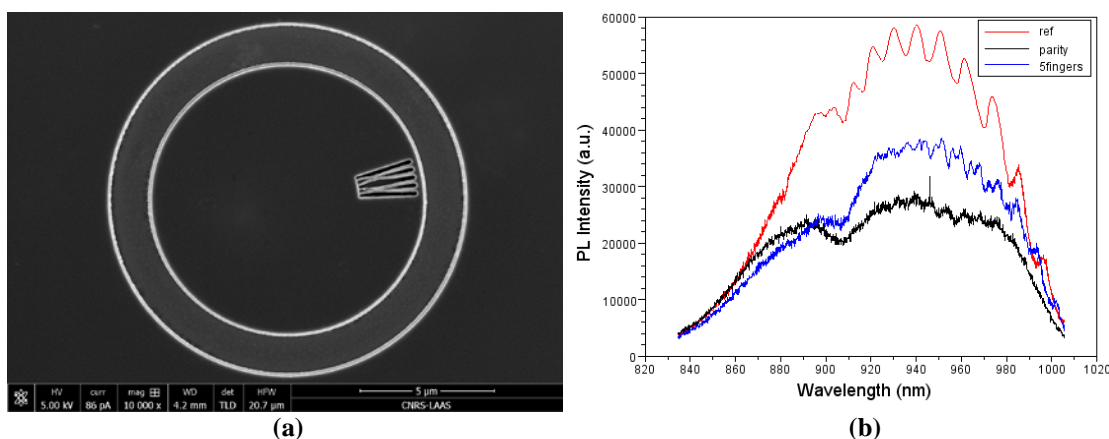 HV curr mag WD det HFW
5.00 kV 86 pA 10 000 x 4.2 mm TLD 20.7 µm
5 µm
CNRS-LAAS
(a)
60000
50000
40000
30000
20000
10000
0
PL Intensity (a.u.)
ref
parity
5fingers
820 840 860 880 900 920 940 960 980 1000 1020
Wavelength (nm)
(b)